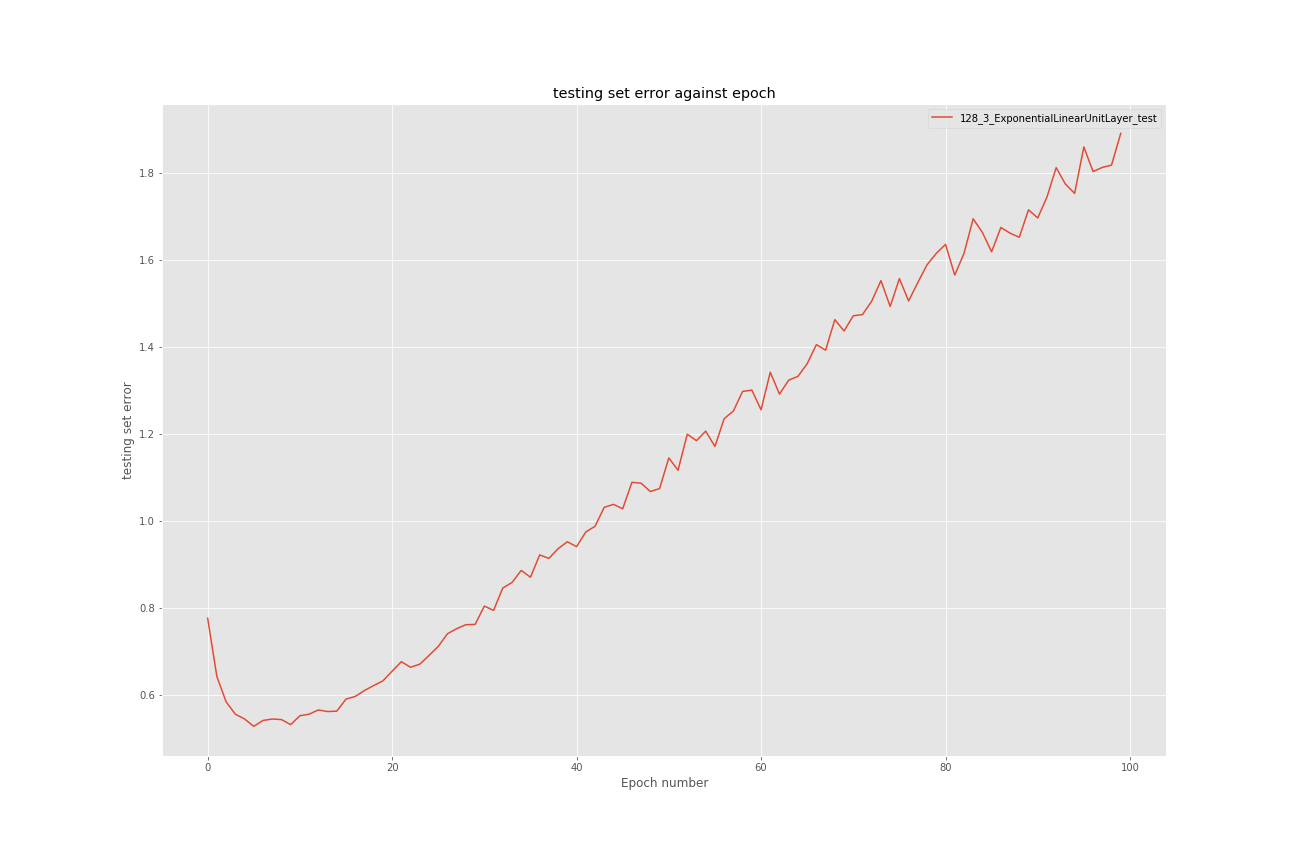 testing set error against epoch
128_3_ExponentialLinearUnitLayer_test
1.8
1.6
1.4
1.2
1.0
0.8
0.6
testing set error
0 20 40 60 80 100
Epoch number